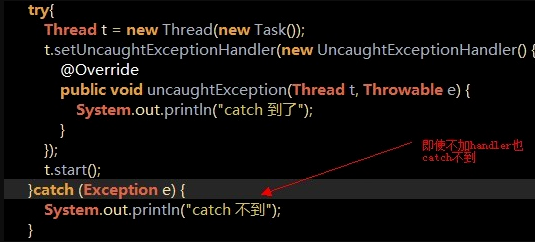 try{
Thread t = new Thread(new Task());
t.setUncaughtExceptionHandler(new UncaughtExceptionHandler() {
@Override
public void uncaughtException(Thread t, Throwable e) {
System.out.println("catch 到了");
}
});
t.start();
}catch (Exception e) {
System.out.println("catch 不到");
}
即使不加handler也
catch不到